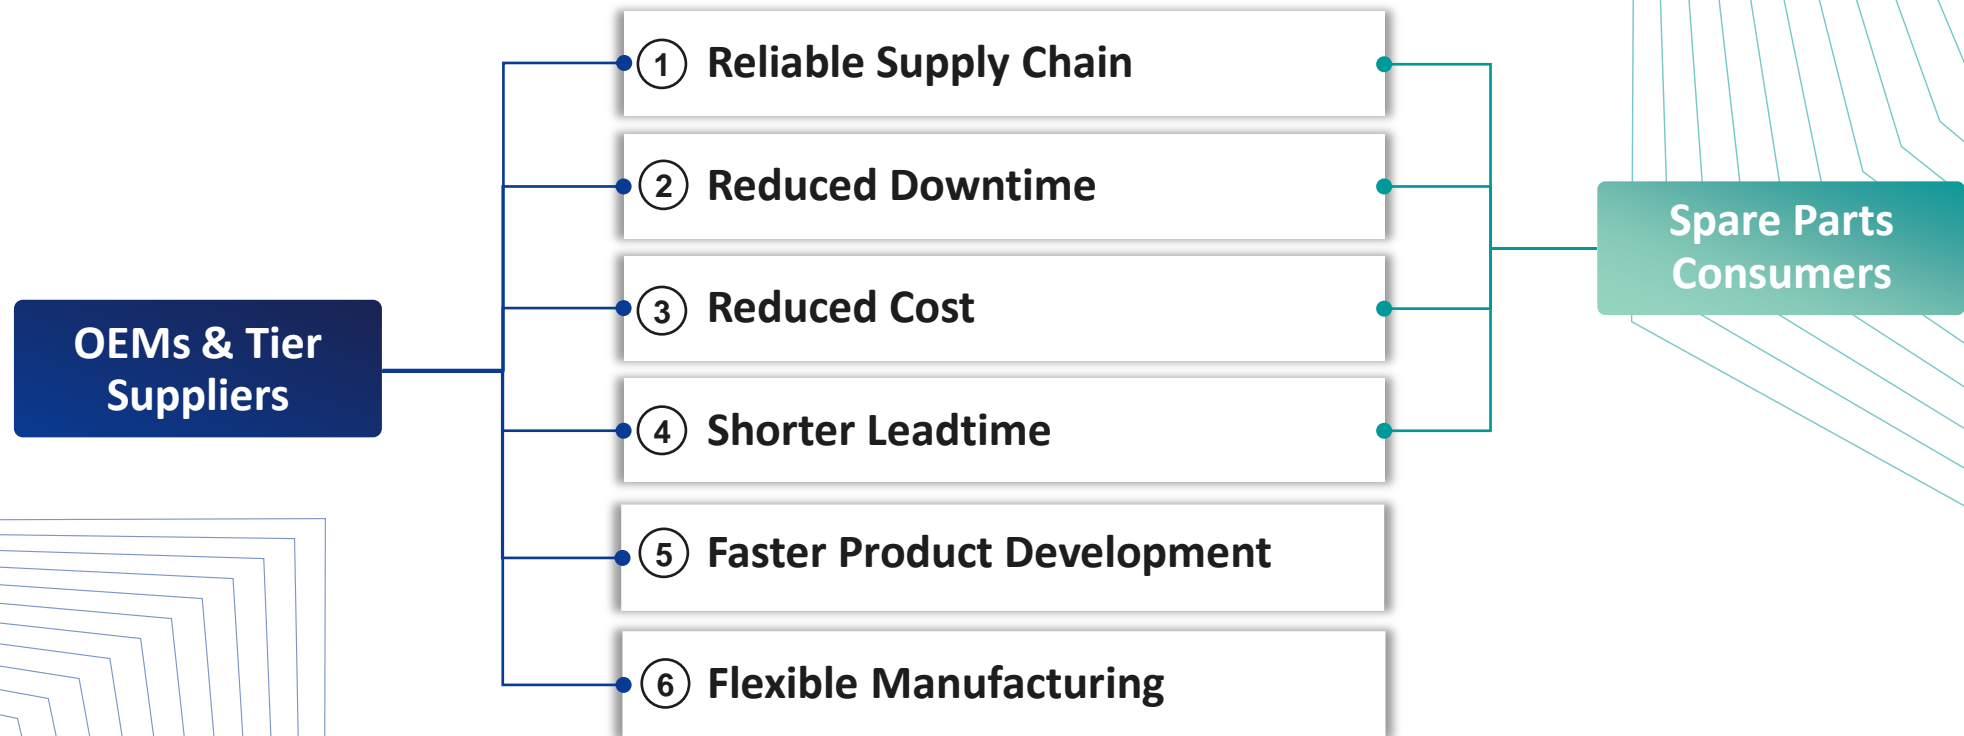 1 Reliable Supply Chain
2 Reduced Downtime
3 Reduced Cost
4 Shorter Leadtime
5 Faster Product Development
6 Flexible Manufacturing
OEMs & Tier
Suppliers
Spare Parts
Consumers